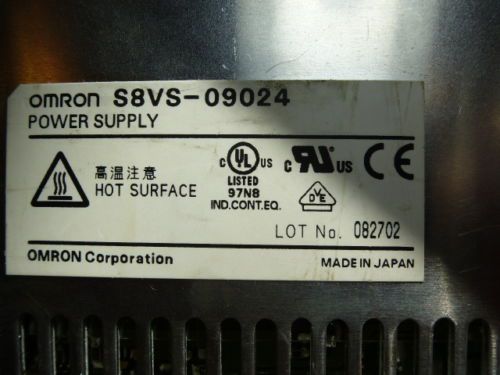 OMRON S8VS-09024
POWER SUPPLY
高温注意
HOT SURFACE
C UL US
LISTED
97N8
IND.CONT.EQ.
C RU US
CE
DVE
LOT No. 082702
OMRON Corporation
MADE IN JAPAN